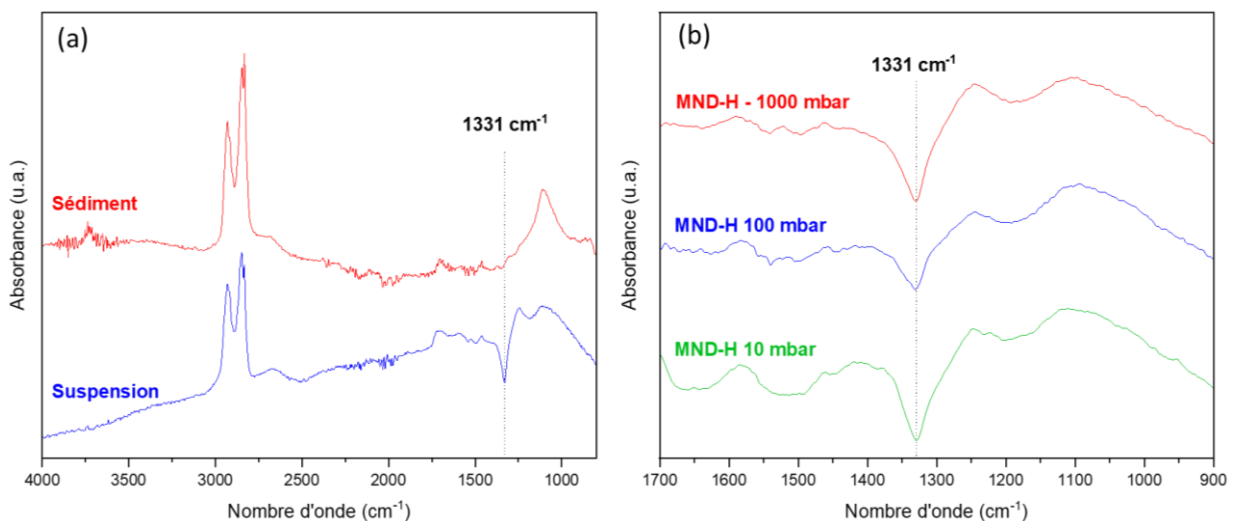 (a)
1331 cm⁻¹
Sédiment
Suspension
Absorbance (u.a.)
4000 3500 3000 2500 2000 1500 1000
Nombre d'onde (cm⁻¹)
(b)
1331 cm⁻¹
MND-H - 1000 mbar
MND-H 100 mbar
MND-H 10 mbar
Absorbance (u.a.)
1700 1600 1500 1400 1300 1200 1100 1000 900
Nombre d'onde (cm⁻¹)